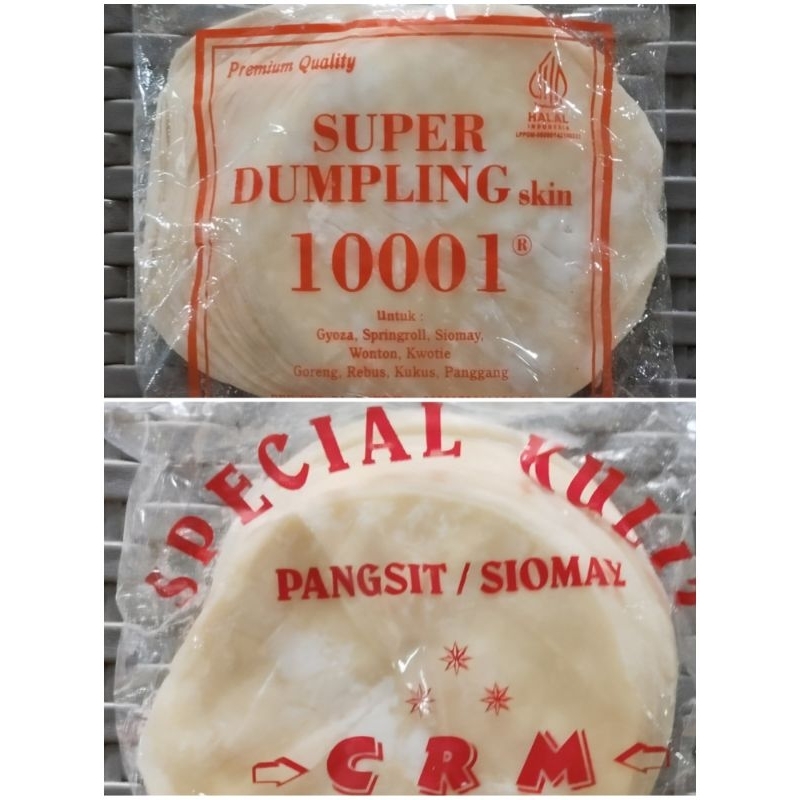 Premium Quality
HALAL
INDONESIA
SUPER
DUMPLING skin
10001®
Untuk :
Gyoza, Springroll, Siomay,
Wonton, Kwotie
Goreng, Rebus, Kukus, Panggang
SPECIAL KULIT
PANGSIT / SIOMAY
CRM